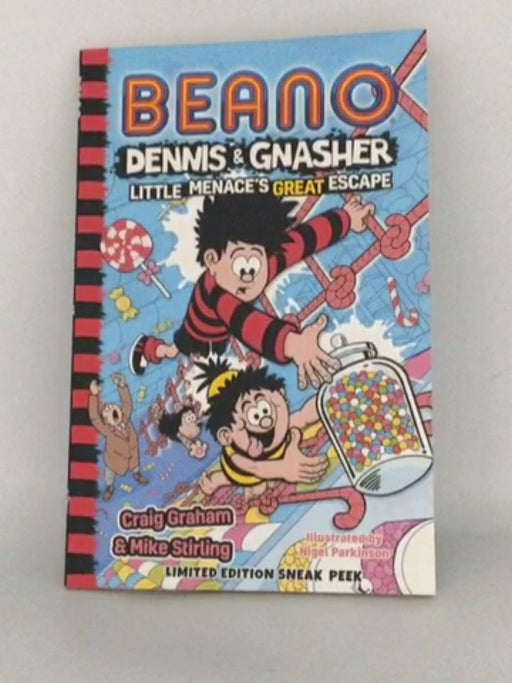 BEANO
DENNIS & GNASHER
LITTLE MENACE'S GREAT ESCAPE
Craig Graham
& Mike Stirling
Illustrated by
Nigel Parkinson
LIMITED EDITION SNEAK PEEK